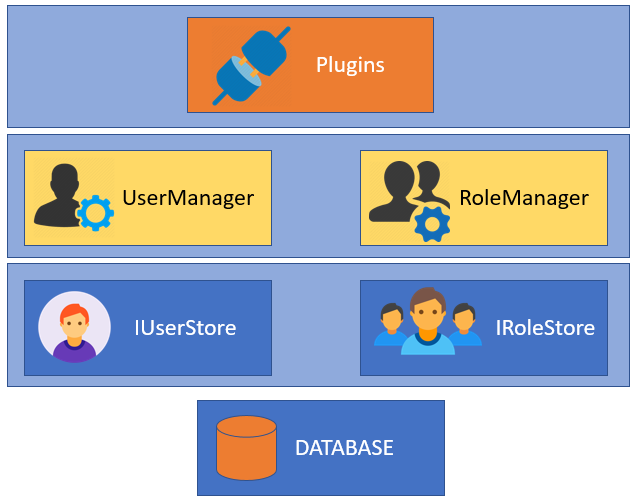 Plugins
UserManager
RoleManager
IUserStore
IRoleStore
DATABASE